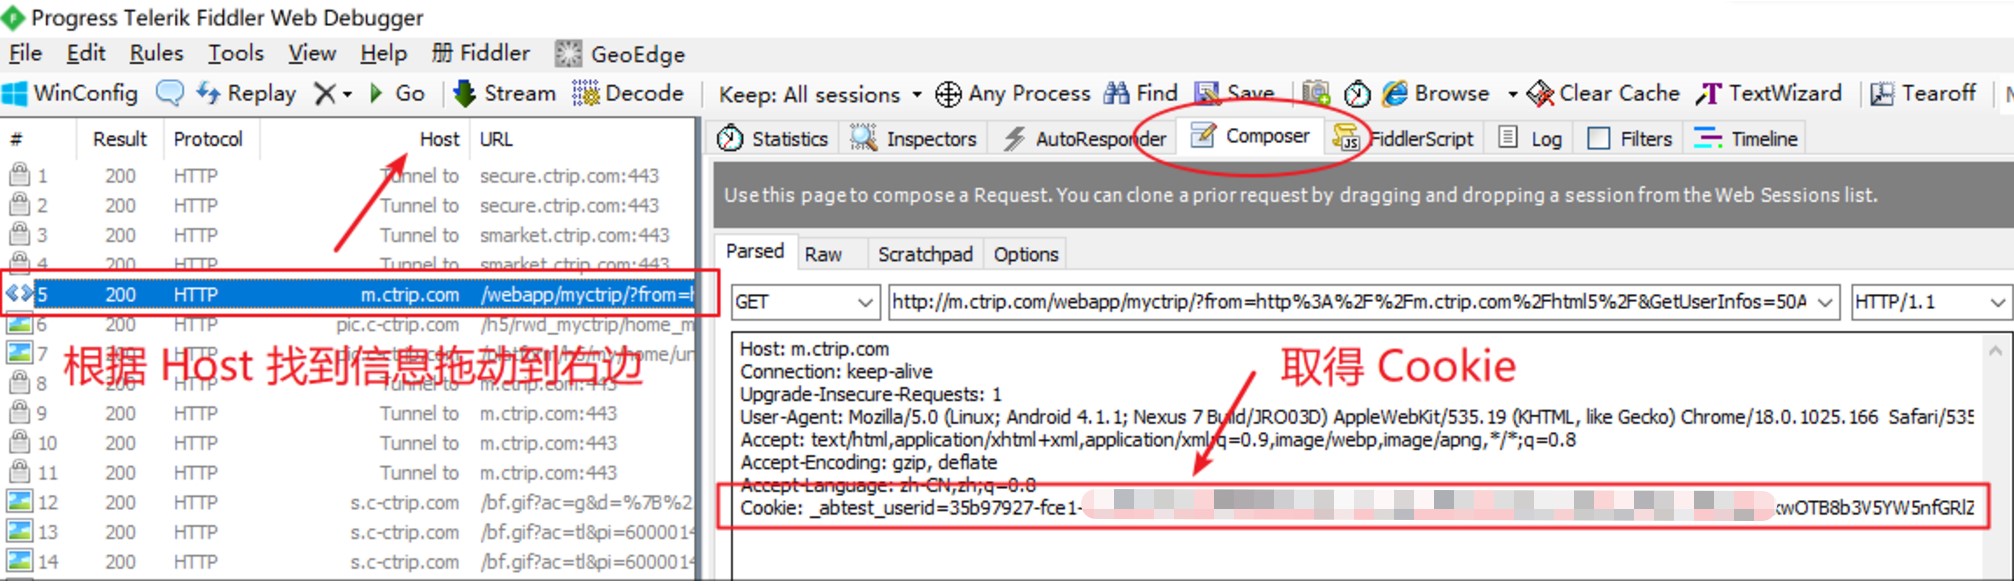 Progress Telerik Fiddler Web Debugger
File Edit Rules Tools View Help 册 Fiddler GeoEdge
WinConfig Replay Go Stream Decode Keep: All sessions Any Process Find Save Browse Clear Cache TextWizard Tearoff
Statistics Inspectors AutoResponder Composer FiddlerScript Log Filters Timeline
# Result Protocol Host URL
1 200 HTTP Tunnel to secure.ctrip.com:443
2 200 HTTP Tunnel to secure.ctrip.com:443
3 200 HTTP Tunnel to smarket.ctrip.com:443
4 200 HTTP Tunnel to smarket.ctrip.com:443
5 200 HTTP m.ctrip.com /webapp/myctrip/?from=h
6 200 HTTP pic.c-ctrip.com /h5/rwd_myctrip/home_m
7 200 HTTP
根据 Host 找到信息拖动到右边
8 200 HTTP Tunnel to m.ctrip.com:443
9 200 HTTP Tunnel to m.ctrip.com:443
10 200 HTTP Tunnel to m.ctrip.com:443
11 200 HTTP Tunnel to m.ctrip.com:443
12 200 HTTP s.c-ctrip.com /bf.gif?ac=g&d=%7B%2
13 200 HTTP s.c-ctrip.com /bf.gif?ac=tl&pi=6000014
14 200 HTTP s.c-ctrip.com /bf.gif?ac=tl&pi=6000014
Use this page to compose a Request. You can clone a prior request by dragging and dropping a session from the Web Sessions list.
Parsed Raw Scratchpad Options
GET http://m.ctrip.com/webapp/myctrip/?from=http%3A%2F%2Fm.ctrip.com%2Fhtml5%2F&GetUserInfos=50A HTTP/1.1
Host: m.ctrip.com
Connection: keep-alive
取得 Cookie
Upgrade-Insecure-Requests: 1
User-Agent: Mozilla/5.0 (Linux; Android 4.1.1; Nexus 7 Build/JRO03D) AppleWebKit/535.19 (KHTML, like Gecko) Chrome/18.0.1025.166 Safari/535
Accept: text/html,application/xhtml+xml,application/xml;q=0.9,image/webp,image/apng,*/*;q=0.8
Accept-Encoding: gzip, deflate
Accept-Language: zh-CN,zh;q=0.8
Cookie: _abtest_userid=35b97927-fce1- wOTB8b3V5YW5nfGRlZ